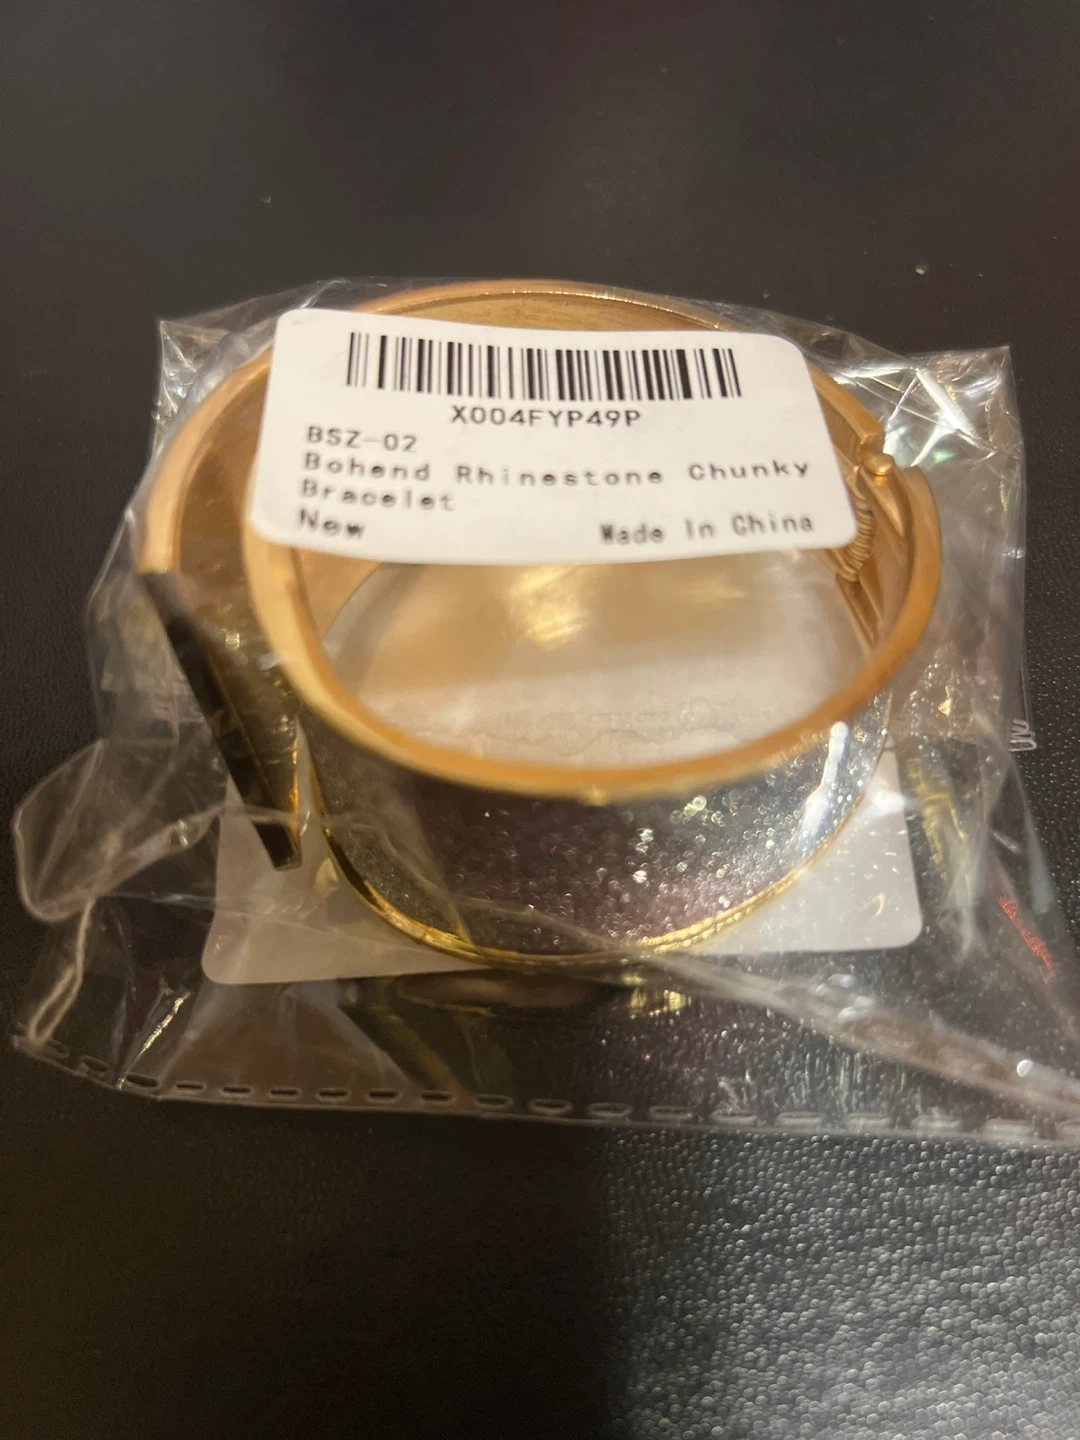 X004FYP49P
BSZ-02
Bohend Rhinestone Chunky
Bracelet
New Made In China